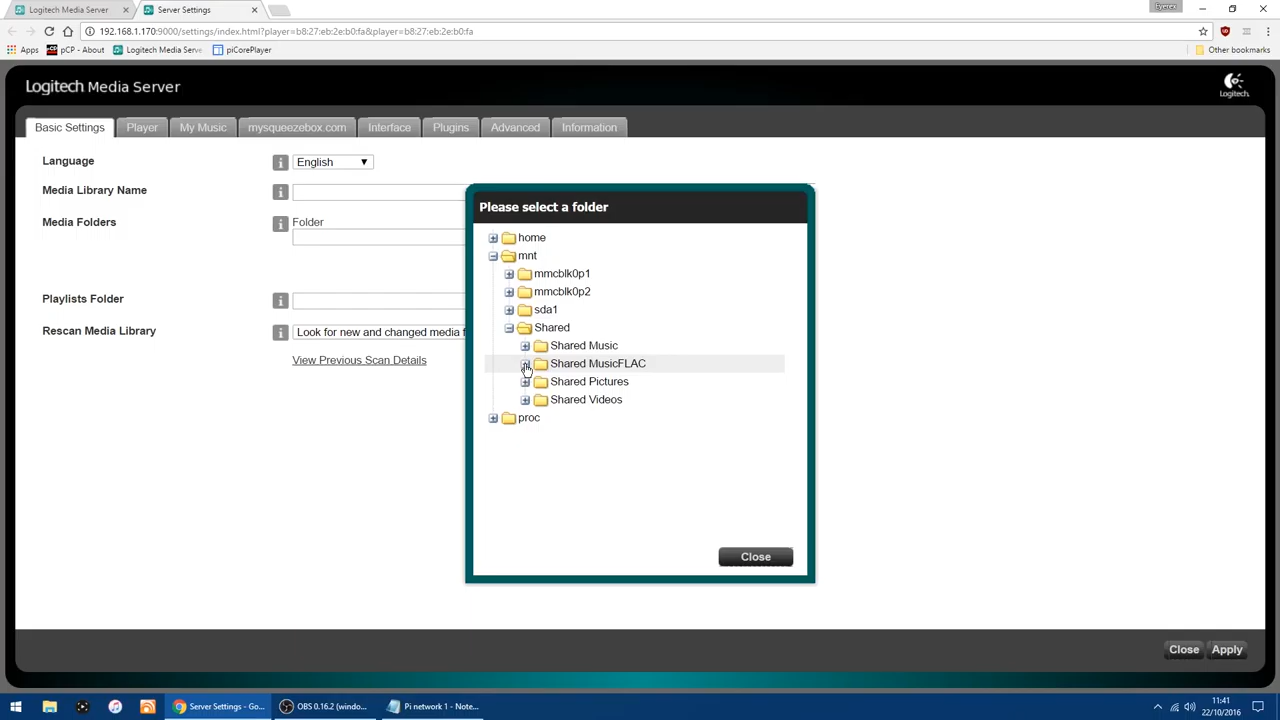 Logitech Media Server
Server Settings
Eyerex
192.168.1.170:9000/settings/index.html?player=b8:27:eb:2e:b0:fa&player=b8:27:eb:2e:b0:fa
Apps
pCP - About
Logitech Media Serve
piCorePlayer
Other bookmarks
Logitech Media Server
Logitech
Basic Settings
Player
My Music
mysqueezebox.com
Interface
Plugins
Advanced
Information
Language
English
Media Library Name
Media Folders
Folder
Playlists Folder
Rescan Media Library
Look for new and changed media f
View Previous Scan Details
Please select a folder
home
mnt
mmcblk0p1
mmcblk0p2
sda1
Shared
Shared Music
Shared MusicFLAC
Shared Pictures
Shared Videos
proc
Close
Close
Apply
Server Settings - Go...
OBS 0.16.2 (windo...
Pi network 1 - Note...
11:41
22/10/2016